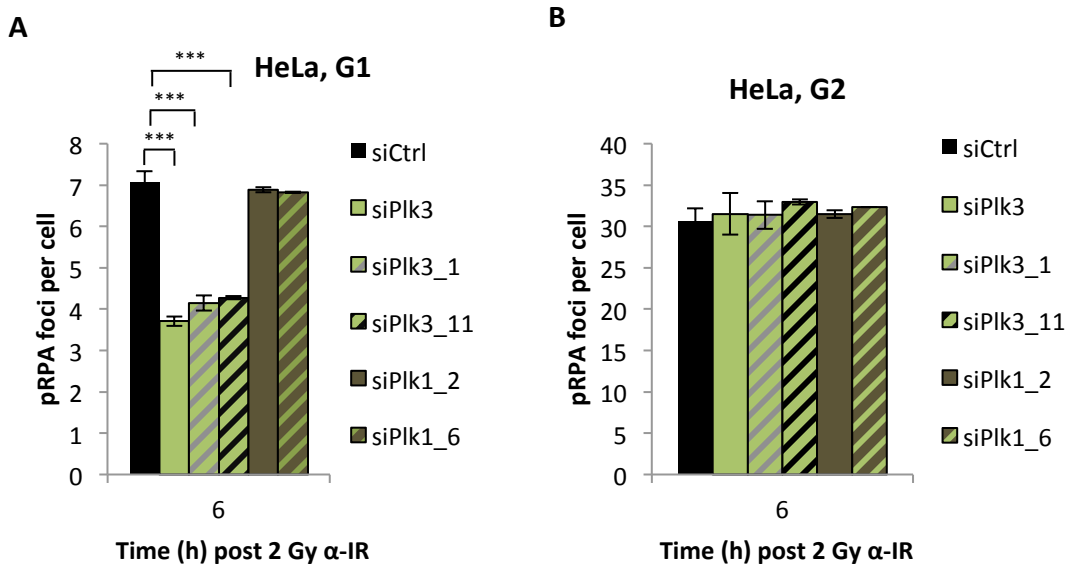 A
HeLa, G1
***
***
***
pRPA foci per cell
8
7
6
5
4
3
2
1
0
6
Time (h) post 2 Gy α-IR
siCtrl
siPlk3
siPlk3_1
siPlk3_11
siPlk1_2
siPlk1_6
B
HeLa, G2
pRPA foci per cell
40
35
30
25
20
15
10
5
0
6
Time (h) post 2 Gy α-IR
siCtrl
siPlk3
siPlk3_1
siPlk3_11
siPlk1_2
siPlk1_6